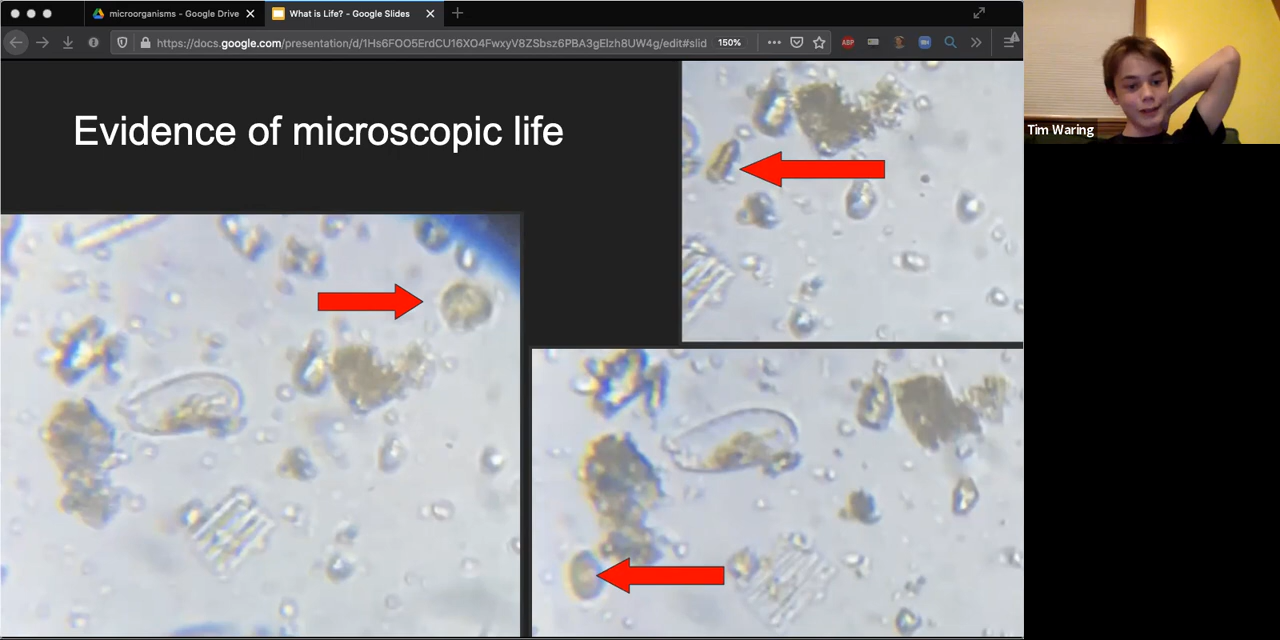 microorganisms - Google Drive
What is Life? - Google Slides
https://docs.google.com/presentation/d/1Hs6FOO5ErdCU16XO4FwxyV8ZSbsz6PBA3gElzh8UW4g/edit#slid
150%
ABP
Evidence of microscopic life
Tim Waring